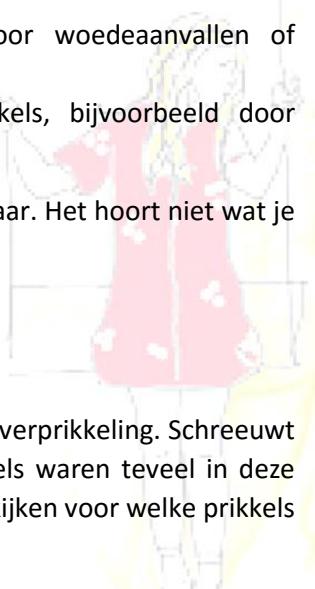 oor woedeaanvallen of
kels, bijvoorbeeld door
aar. Het hoort niet wat je
verprikkeling. Schreeuwt
els waren teveel in deze
ijken voor welke prikkels